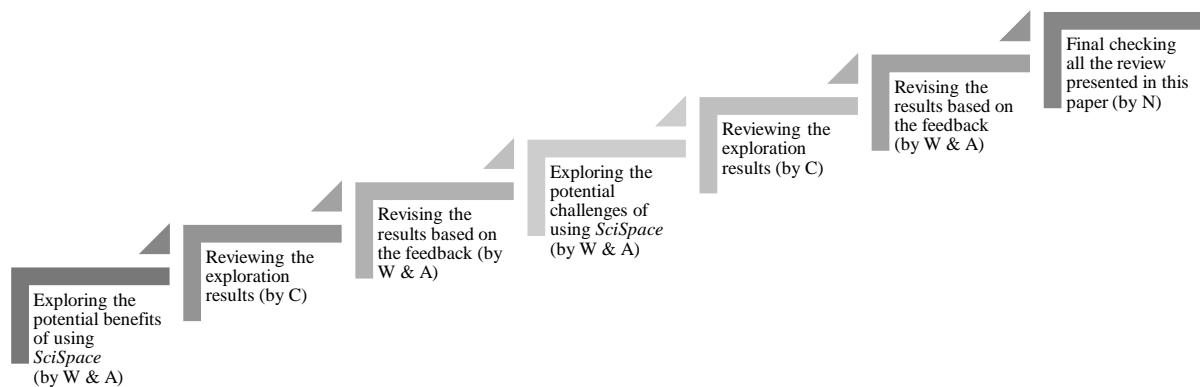 Exploring the
potential benefits
of using
SciSpace
(by W & A)
Reviewing the
exploration
results (by C)
Revising the
results based on
the feedback (by
W & A)
Exploring the
potential
challenges of
using SciSpace
(by W & A)
Reviewing the
exploration
results (by C)
Revising the
results based on
the feedback
(by W & A)
Final checking
all the review
presented in this
paper (by N)